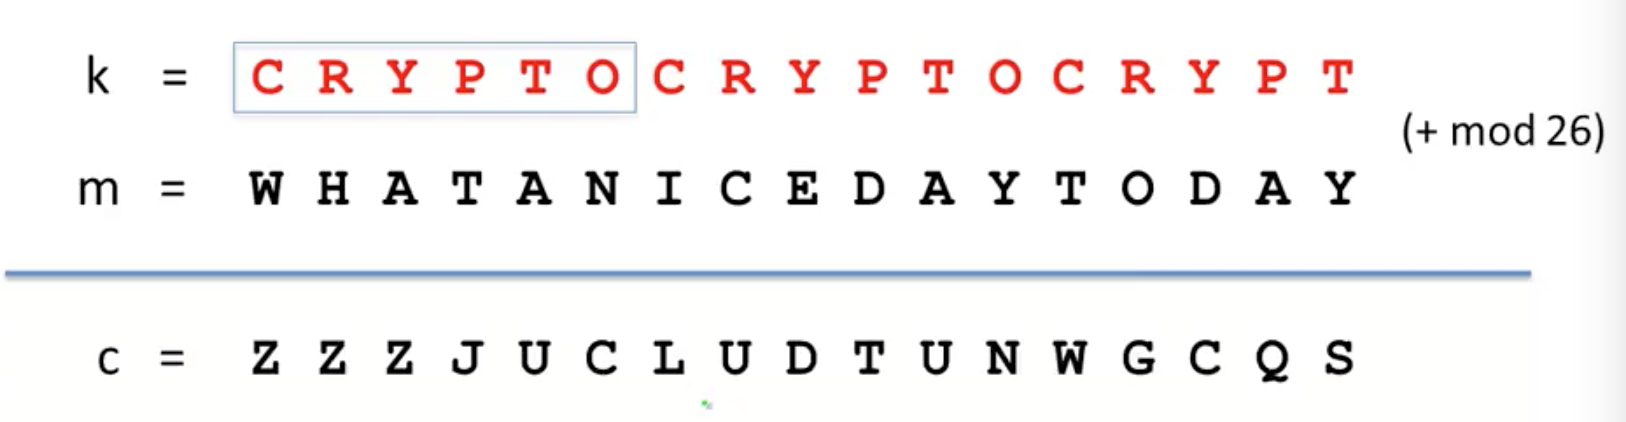 k = C R Y P T O C R Y P T O C R Y P T
(+ mod 26)
m = W H A T A N I C E D A Y T O D A Y
c = Z Z Z J U C L U D T U N W G C Q S